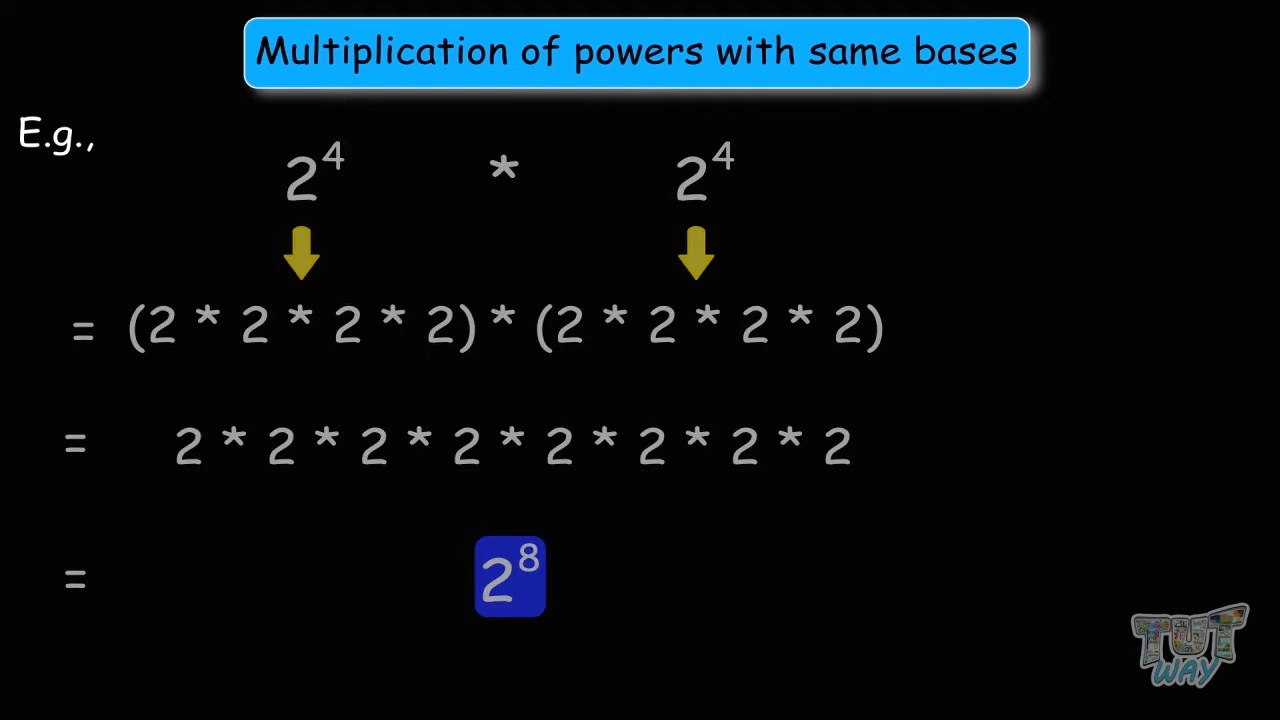 Multiplication of powers with same bases
E.g.,
2⁴ * 2⁴
= (2 * 2 * 2 * 2) * (2 * 2 * 2 * 2)
= 2 * 2 * 2 * 2 * 2 * 2 * 2 * 2
= 2⁸
TUT
WAY